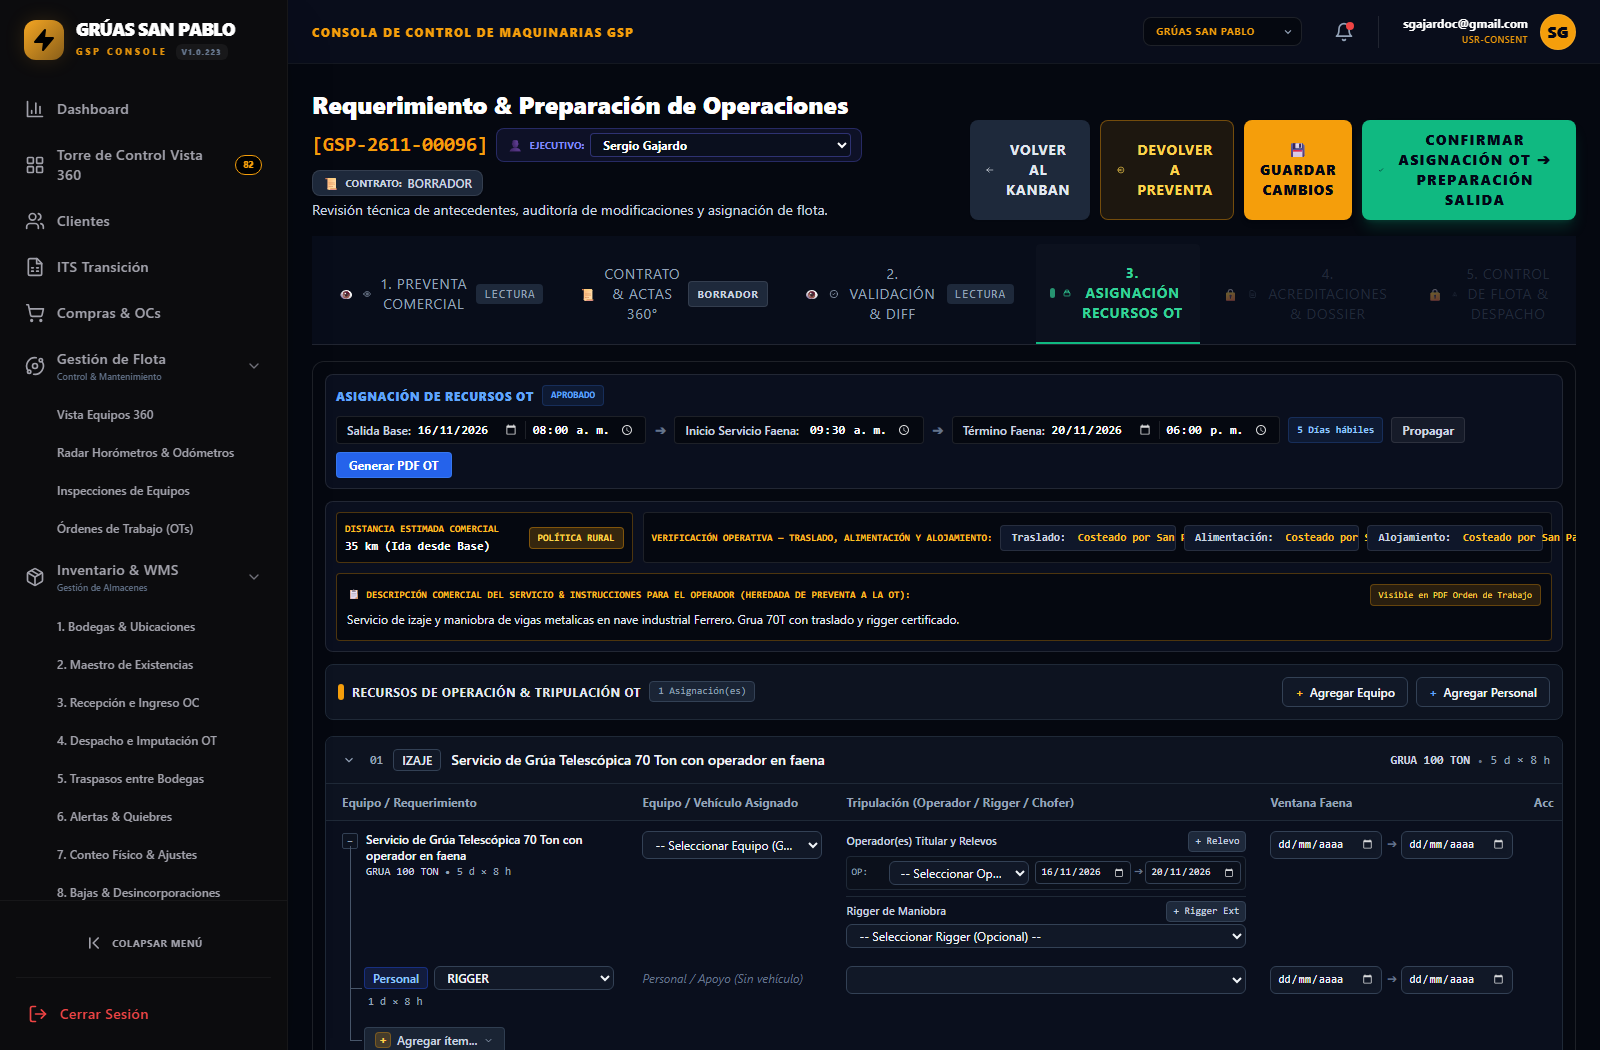 GRÚAS SAN PABLO
GSP CONSOLE V1.0.223
Dashboard
Torre de Control Vista 360
82
Clientes
ITS Transición
Compras & OCs
Gestión de Flota
Control & Mantenimiento
Vista Equipos 360
Radar Horómetros & Odómetros
Inspecciones de Equipos
Órdenes de Trabajo (OTs)
Inventario & WMS
Gestión de Almacenes
1. Bodegas & Ubicaciones
2. Maestro de Existencias
3. Recepción e Ingreso OC
4. Despacho e Imputación OT
5. Traspasos entre Bodegas
6. Alertas & Quiebres
7. Conteo Físico & Ajustes
8. Bajas & Desincorporaciones
COLAPSAR MENÚ
Cerrar Sesión
CONSOLA DE CONTROL DE MAQUINARIAS GSP
GRÚAS SAN PABLO
sgajardoc@gmail.com
USR-CONSENT
SG
Requerimiento & Preparación de Operaciones
[GSP-2611-00096]
EJECUTIVO: Sergio Gajardo
CONTRATO: BORRADOR
Revisión técnica de antecedentes, auditoría de modificaciones y asignación de flota.
← VOLVER AL KANBAN
DEVOLVER A PREVENTA
GUARDAR CAMBIOS
CONFIRMAR ASIGNACIÓN OT → PREPARACIÓN SALIDA
1. PREVENTA COMERCIAL LECTURA
CONTRATO & ACTAS 360° BORRADOR
2. VALIDACIÓN & DIFF LECTURA
3. ASIGNACIÓN RECURSOS OT
4. ACREDITACIONES & DOSSIER
5. CONTROL DE FLOTA & DESPACHO
ASIGNACIÓN DE RECURSOS OT APROBADO
Salida Base: 16/11/2026 08:00 a. m. → Inicio Servicio Faena: 09:30 a. m. → Término Faena: 20/11/2026 06:00 p. m. 5 Días hábiles Propagar
Generar PDF OT
DISTANCIA ESTIMADA COMERCIAL
35 km (Ida desde Base)
POLÍTICA RURAL
VERIFICACIÓN OPERATIVA — TRASLADO, ALIMENTACIÓN Y ALOJAMIENTO: Traslado: Costeado por San P Alimentación: Costeado por S Alojamiento: Costeado por San Pa
DESCRIPCIÓN COMERCIAL DEL SERVICIO & INSTRUCCIONES PARA EL OPERADOR (HEREDADA DE PREVENTA A LA OT):
Visible en PDF Orden de Trabajo
Servicio de izaje y maniobra de vigas metalicas en nave industrial Ferrero. Grua 70T con traslado y rigger certificado.
RECURSOS DE OPERACIÓN & TRIPULACIÓN OT 1 Asignación(es)
+ Agregar Equipo
+ Agregar Personal
01 IZAJE Servicio de Grúa Telescópica 70 Ton con operador en faena
GRUA 100 TON • 5 d × 8 h
Equipo / Requerimiento Equipo / Vehículo Asignado Tripulación (Operador / Rigger / Chofer) Ventana Faena Acc
Servicio de Grúa Telescópica 70 Ton con operador en faena
GRUA 100 TON • 5 d × 8 h
-- Seleccionar Equipo (G...
Operador(es) Titular y Relevos + Relevo
OP: -- Seleccionar Op... 16/11/2026 → 20/11/2026
dd/mm/aaaa → dd/mm/aaaa
Rigger de Maniobra + Rigger Ext
-- Seleccionar Rigger (Opcional) --
Personal RIGGER
1 d × 8 h
Personal / Apoyo (Sin vehículo)
dd/mm/aaaa → dd/mm/aaaa
+ Agregar ítem...